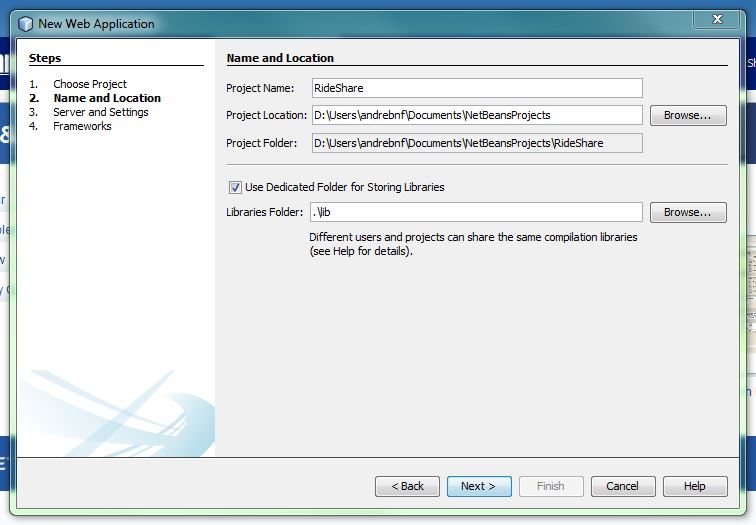 New Web Application
Steps
1. Choose Project
2. Name and Location
3. Server and Settings
4. Frameworks
Name and Location
Project Name: RideShare
Project Location: D:\Users\andrebnf\Documents\NetBeansProjects Browse...
Project Folder: D:\Users\andrebnf\Documents\NetBeansProjects\RideShare
Use Dedicated Folder for Storing Libraries
Libraries Folder: .\lib Browse...
Different users and projects can share the same compilation libraries
(see Help for details).
< Back Next > Finish Cancel Help